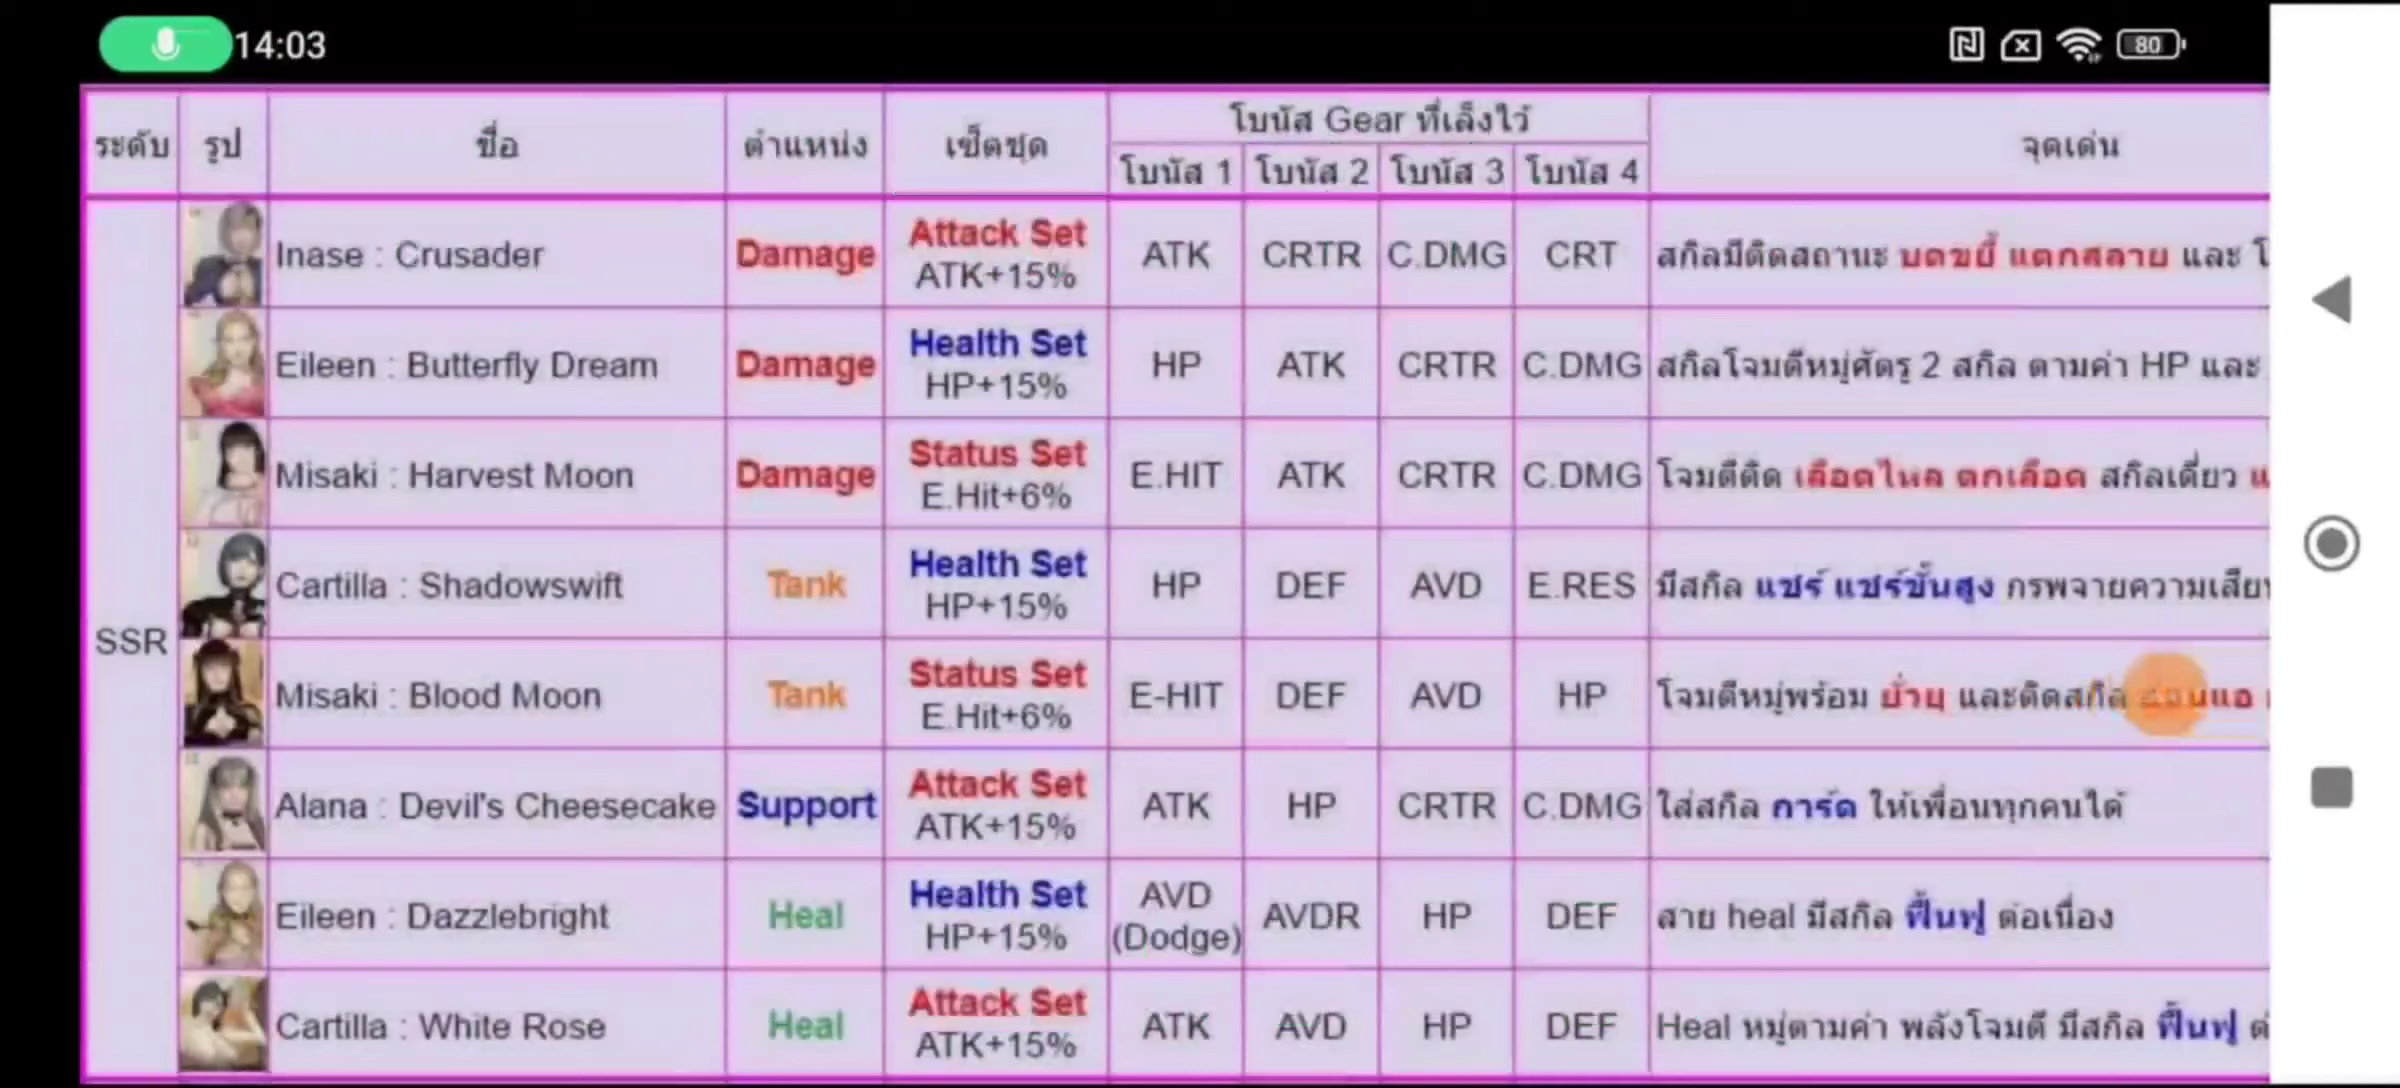 14:03
80
ระดับ รูป ชื่อ ตำแหน่ง เซ็ตชุด โบนัส Gear ที่เล็งไว้ จุดเด่น
โบนัส 1 โบนัส 2 โบนัส 3 โบนัส 4
SSR
Inase : Crusader Damage Attack Set ATK CRTR C.DMG CRT สกิลมีติดสถานะ บดขยี้ แตกสลาย และ
ATK+15%
Eileen : Butterfly Dream Damage Health Set HP ATK CRTR C.DMG สกิลโจมตีหมู่ศัตรู 2 สกิล ตามค่า HP และ
HP+15%
Misaki : Harvest Moon Damage Status Set E.HIT ATK CRTR C.DMG โจมตีติด เลือดไหล ตกเลือด สกิลเดี่ยว
E.Hit+6%
Cartilla : Shadowswift Tank Health Set HP DEF AVD E.RES มีสกิล แชร์ แชร์ขั้นสูง กรพจายความเสีย
HP+15%
Misaki : Blood Moon Tank Status Set E-HIT DEF AVD HP โจมตีหมู่พร้อม ยั่วยุ และติดสกิล อ่อนแอ
E.Hit+6%
Alana : Devil's Cheesecake Support Attack Set ATK HP CRTR C.DMG ใส่สกิล การ์ด ให้เพื่อนทุกคนได้
ATK+15%
Eileen : Dazzlebright Heal Health Set AVD AVDR HP DEF สาย heal มีสกิล ฟื้นฟู ต่อเนื่อง
HP+15% (Dodge)
Cartilla : White Rose Heal Attack Set ATK AVD HP DEF Heal หมู่ตามค่า พลังโจมตี มีสกิล ฟื้นฟู
ATK+15%